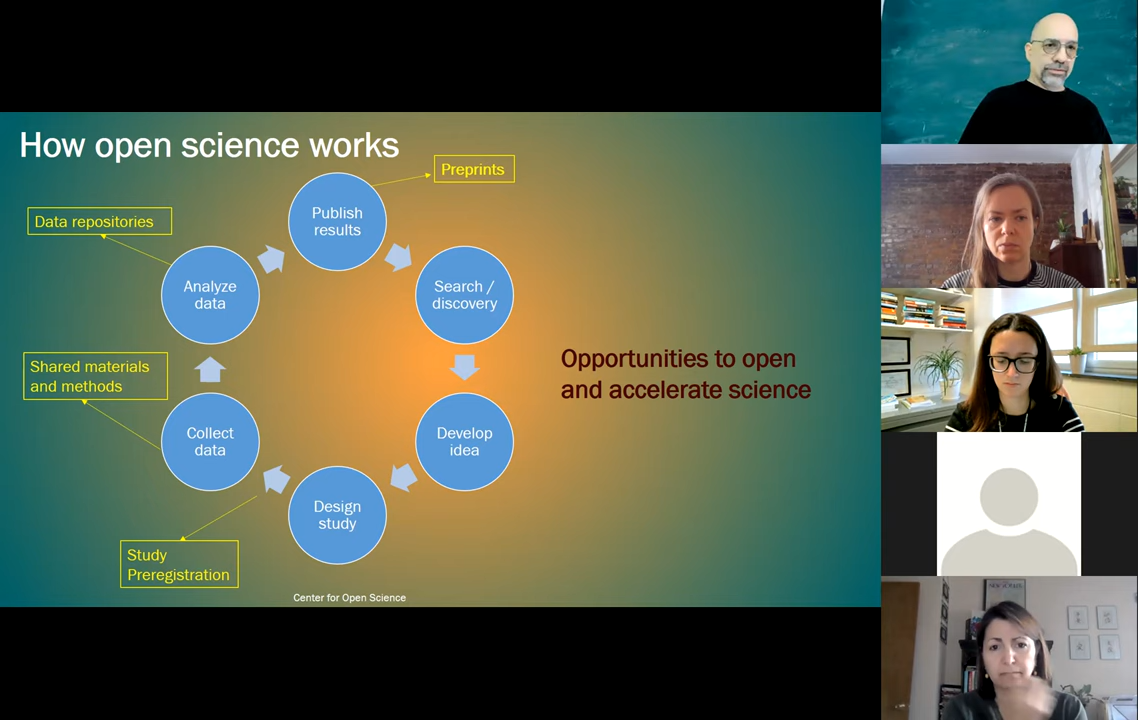 How open science works
Preprints
Publish
results
Data repositories
Analyze
data
Search /
discovery
Opportunities to open
and accelerate science
Shared materials
and methods
Collect
data
Develop
idea
Design
study
Study
Preregistration
Center for Open Science